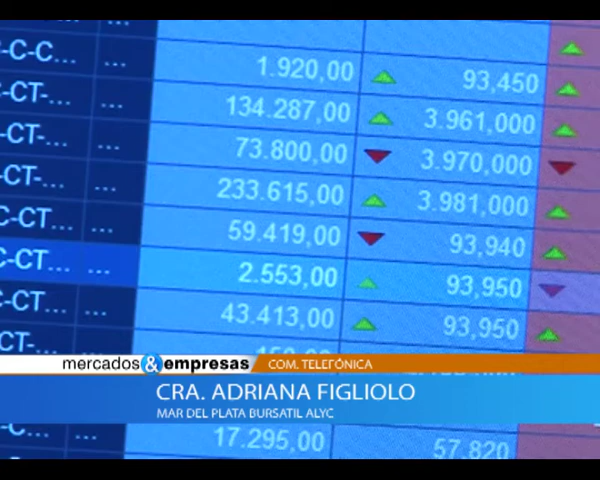 C-C... ... 1.920,00 93,450
C-CT-... ... 134.287,00 3.961,000
C-CT-... ... 73.800,00 3.970,000
-CT-... ... 233.615,00 3.981,000
C-CT... ... 59.419,00 93,940
C-CT... ... 2.553,00 93,950
C-CT... ... 43.413,00 93,950
CT-...
mercados&empresas COM. TELEFÓNICA
CRA. ADRIANA FIGLIOLO
MAR DEL PLATA BURSATIL ALYC
17.295,00 57,820